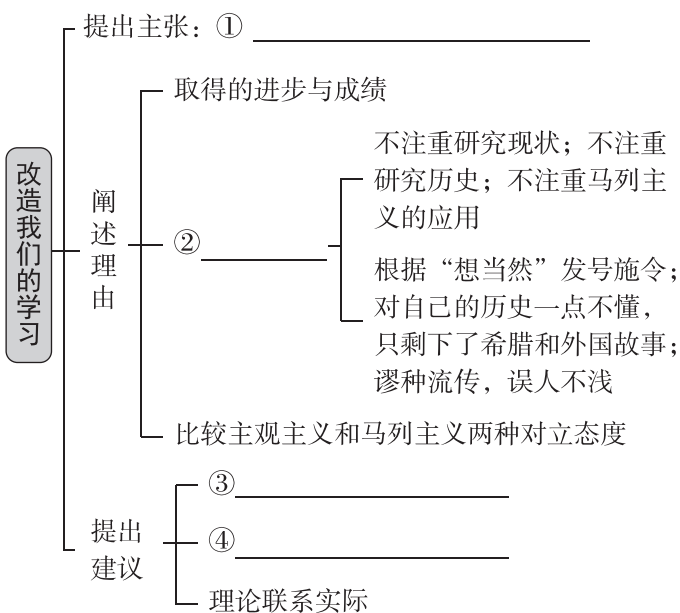 改造我们的学习
提出主张：①
阐述理由
取得的进步与成绩
②
不注重研究现状；不注重
研究历史；不注重马列主
义的应用
根据“想当然”发号施令；
对自己的历史一点不懂，
只剩下了希腊和外国故事；
谬种流传，误人不浅
比较主观主义和马列主义两种对立态度
提出
建议
③
④
理论联系实际